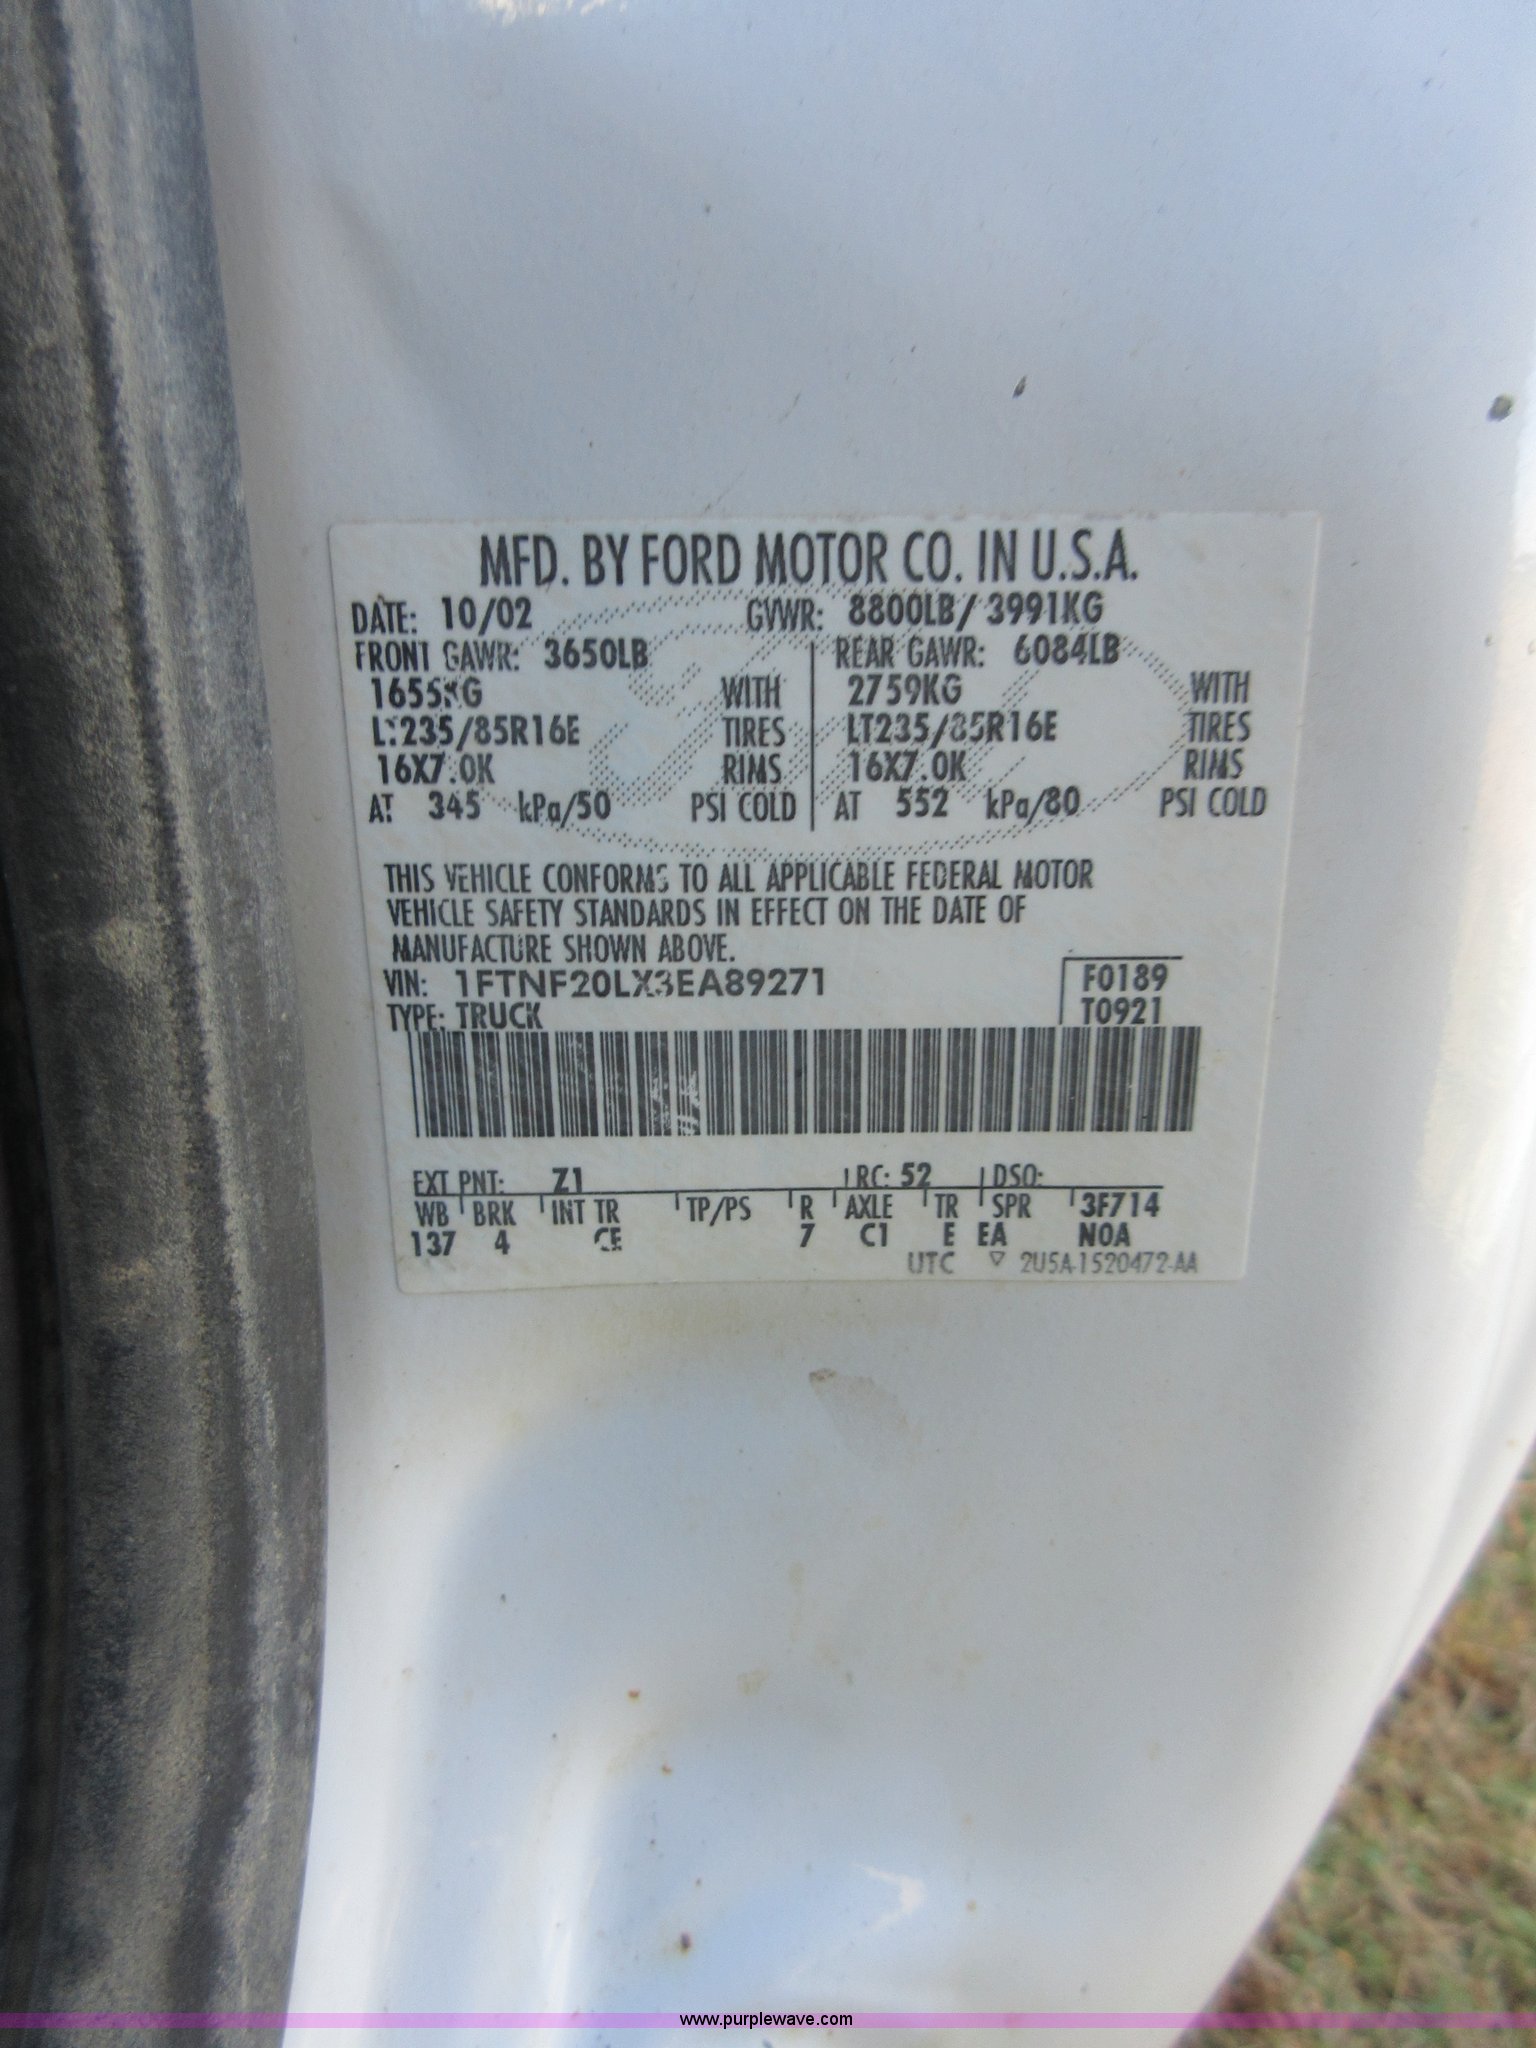 MFD. BY FORD MOTOR CO. IN U.S.A.
DATE: 10/02 GVWR: 8800LB/ 3991KG
FRONT GAWR: 3650LB REAR GAWR: 6084LB
1655KG WITH 2759KG WITH
LT235/85R16E TIRES LT235/85R16E TIRES
16X7.0K RIMS 16X7.0K RIMS
AT 345 kPa/50 PSI COLD AT 552 kPa/80 PSI COLD
THIS VEHICLE CONFORMS TO ALL APPLICABLE FEDERAL MOTOR
VEHICLE SAFETY STANDARDS IN EFFECT ON THE DATE OF
MANUFACTURE SHOWN ABOVE.
VIN: 1FTNF20LX3EA89271 F0189
TYPE: TRUCK T0921
EXT PNT: Z1 RC: 52 DSO:
WB BRK INT TR TP/PS R AXLE TR SPR 3F714
137 4 CE 7 C1 E EA NOA
UTC ▽ 2U5A-1520472-AA
www.purplewave.com